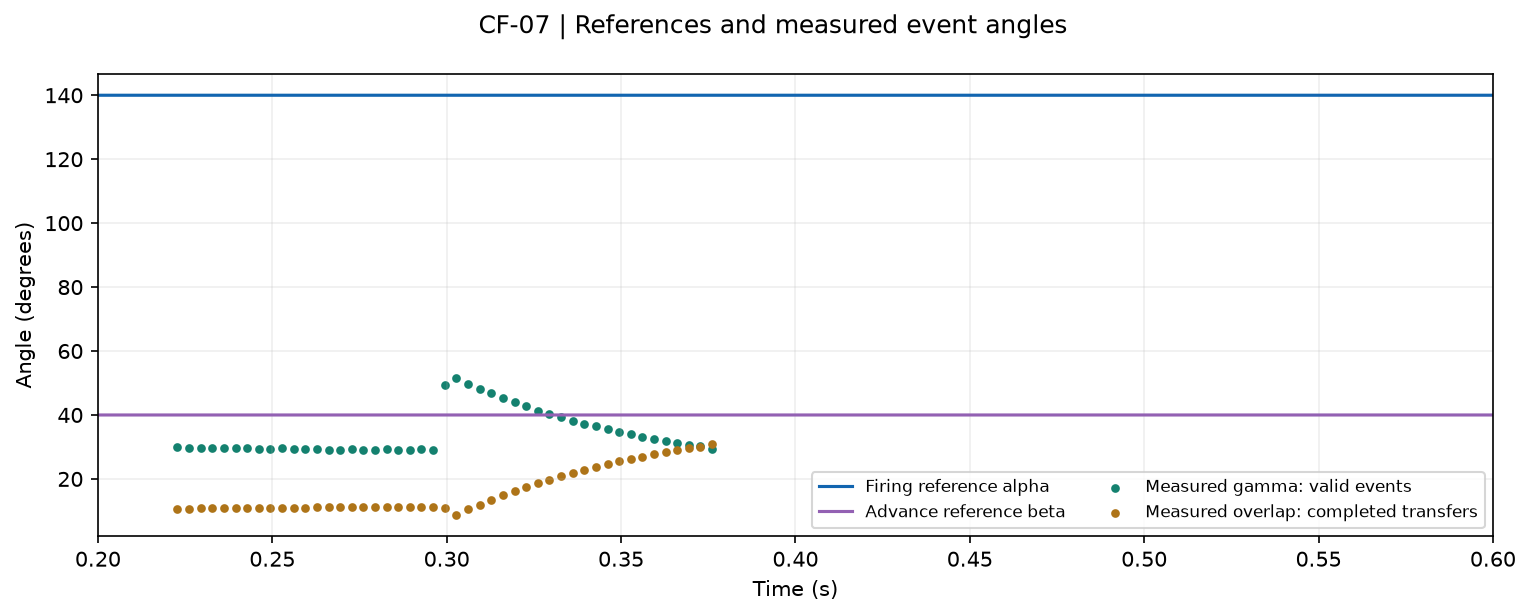 CF-07 | References and measured event angles
Angle (degrees)
140
120
100
80
60
40
20
Firing reference alpha
Advance reference beta
Measured gamma: valid events
Measured overlap: completed transfers
0.20 0.25 0.30 0.35 0.40 0.45 0.50 0.55 0.60
Time (s)